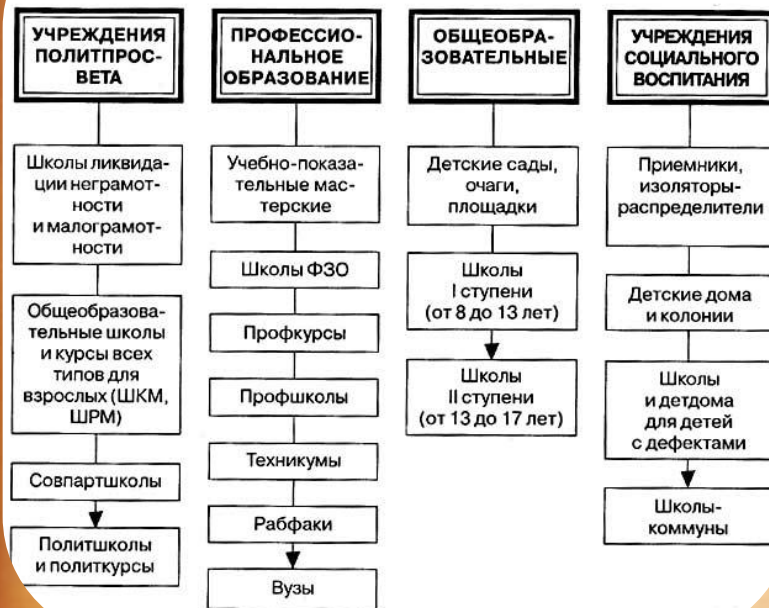 УЧРЕЖДЕНИЯ
ПОЛИТПРОС-
ВЕТА
Школы ликвида-
ции неграмот-
ности
и малограмот-
ности
Общеобразова-
тельные школы
и курсы всех
типов для
взрослых (ШКМ,
ШРМ)
Совпартшколы
Политшколы
и политкурсы
ПРОФЕССИО-
НАЛЬНОЕ
ОБРАЗОВАНИЕ
Учебно-показа-
тельные мас-
терские
Школы ФЗО
Профкурсы
Профшколы
Техникумы
Рабфаки
Вузы
ОБЩЕОБРА-
ЗОВАТЕЛЬНЫЕ
Детские сады,
очаги,
площадки
Школы
I ступени
(от 8 до 13 лет)
Школы
II ступени
(от 13 до 17 лет)
УЧРЕЖДЕНИЯ
СОЦИАЛЬНОГО
ВОСПИТАНИЯ
Приемники,
изоляторы-
распределители
Детские дома
и колонии
Школы
и детдома
для детей
с дефектами
Школы-
коммуны